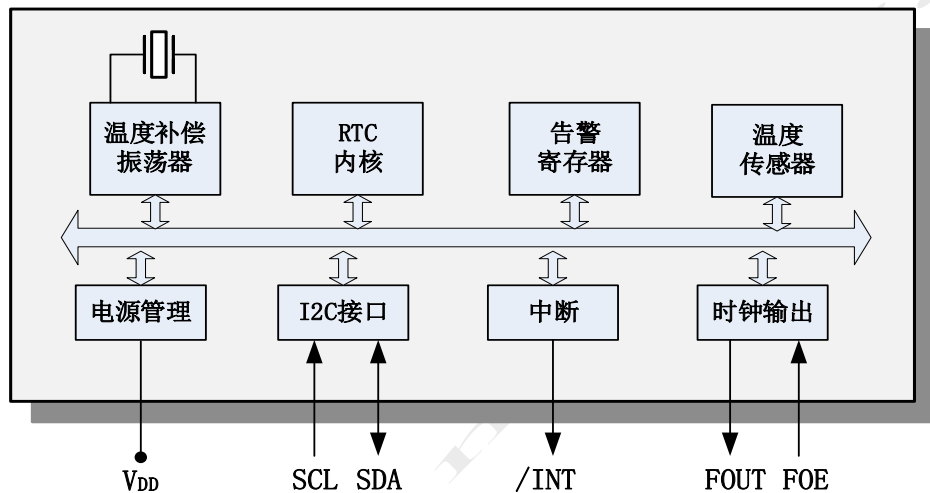 温度补偿
振荡器
RTC
内核
告警
寄存器
温度
传感器
电源管理
I2C接口
中断
时钟输出
VDD
SCL SDA
/INT
FOUT FOE